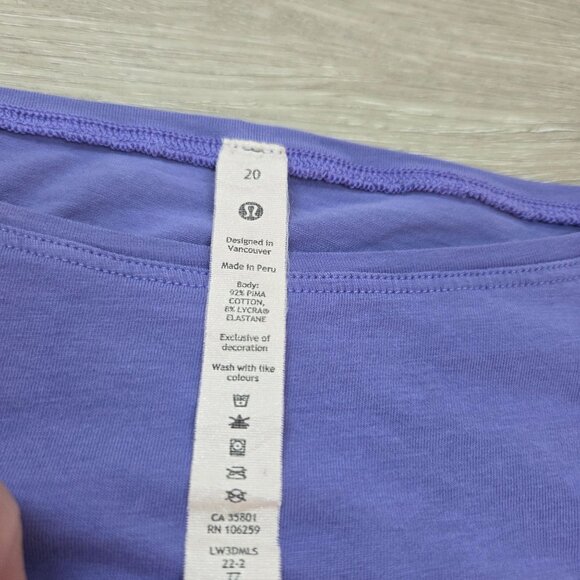 20
Designed in
Vancouver
Made in Peru
Body:
92% PIMA
COTTON,
8% LYCRA®
ELASTANE
Exclusive of
decoration
Wash with like
colours
CA 35801
RN 106259
LW3DMLS
22-2
77